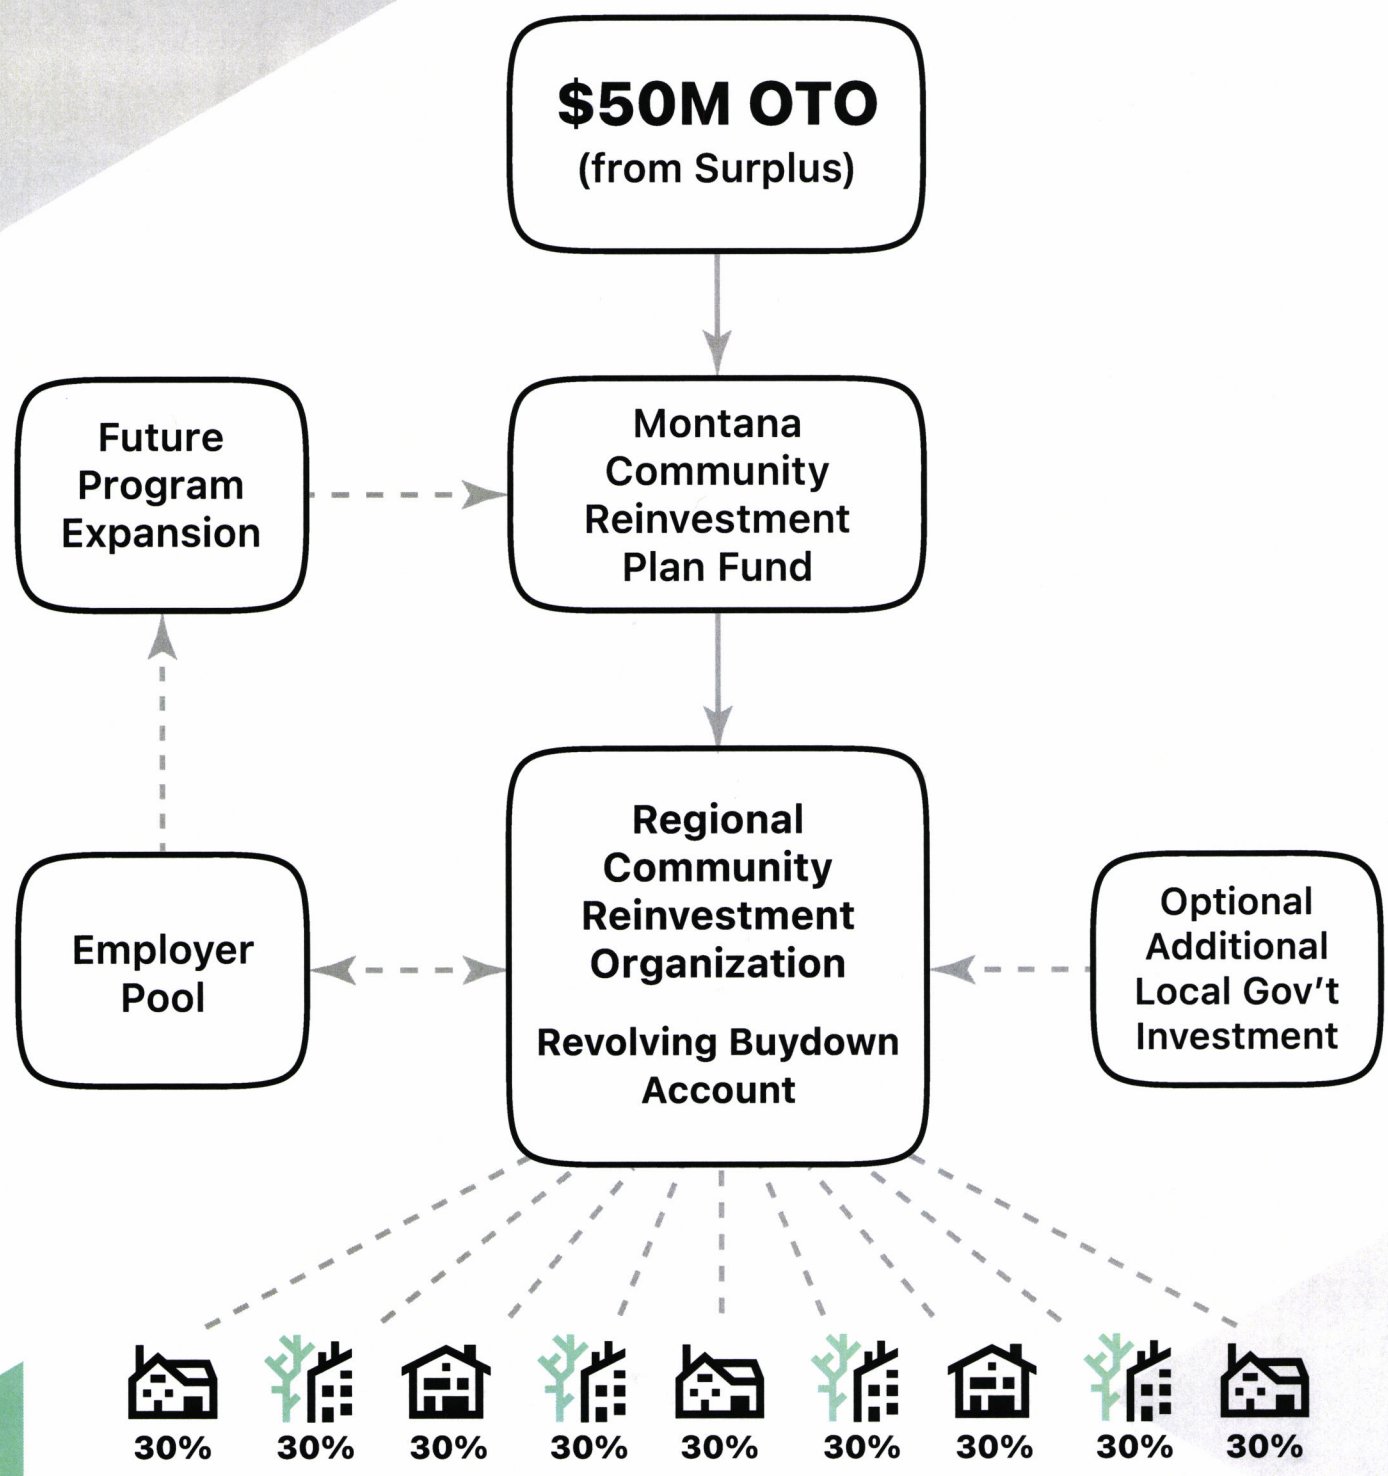 $50M OTO
(from Surplus)
Future
Program
Expansion
Montana
Community
Reinvestment
Plan Fund
Employer
Pool
Regional
Community
Reinvestment
Organization
Revolving Buydown
Account
Optional
Additional
Local Gov't
Investment
30% 30% 30% 30% 30% 30% 30% 30% 30%